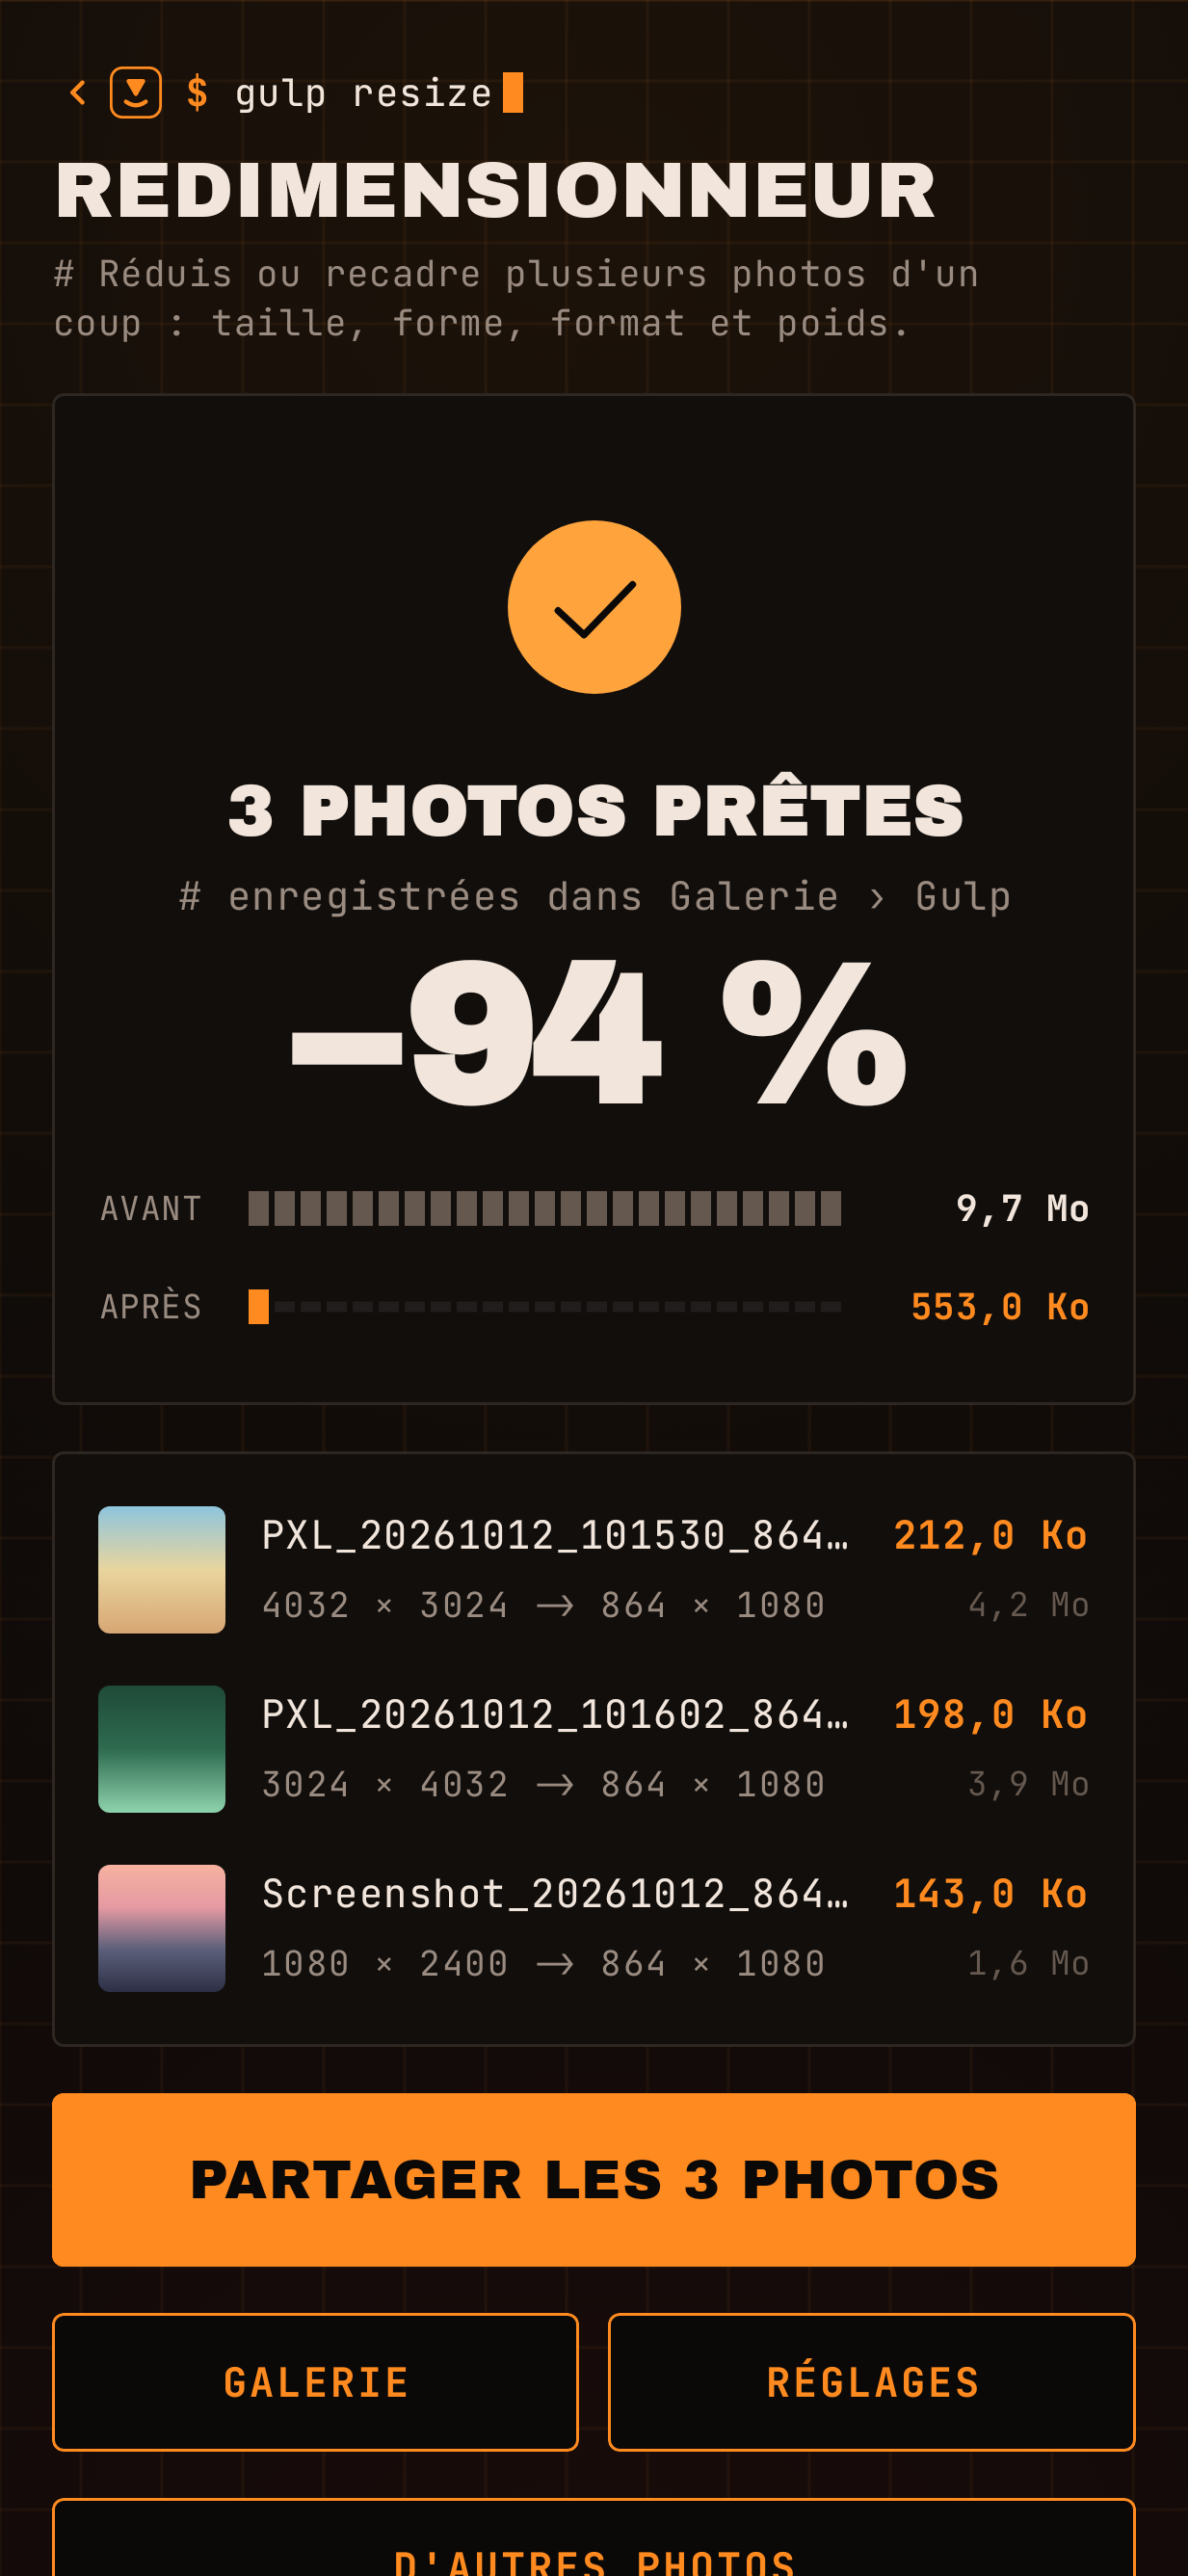 $ gulp resize
REDIMENSIONNEUR
# Réduis ou recadre plusieurs photos d'un
coup : taille, forme, format et poids.
3 PHOTOS PRÊTES
# enregistrées dans Galerie › Gulp
−94 %
AVANT 9,7 Mo
APRÈS 553,0 Ko
PXL_20261012_101530_864… 212,0 Ko
4032 × 3024 → 864 × 1080 4,2 Mo
PXL_20261012_101602_864… 198,0 Ko
3024 × 4032 → 864 × 1080 3,9 Mo
Screenshot_20261012_864… 143,0 Ko
1080 × 2400 → 864 × 1080 1,6 Mo
PARTAGER LES 3 PHOTOS
GALERIE RÉGLAGES
D'AUTRES PHOTOS